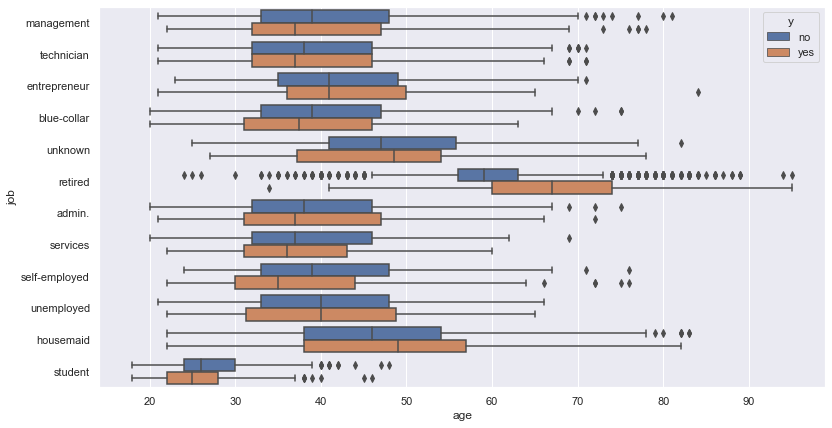 y
no
yes
management
technician
entrepreneur
blue-collar
unknown
retired
admin.
services
self-employed
unemployed
housemaid
student
job
20 30 40 50 60 70 80 90
age